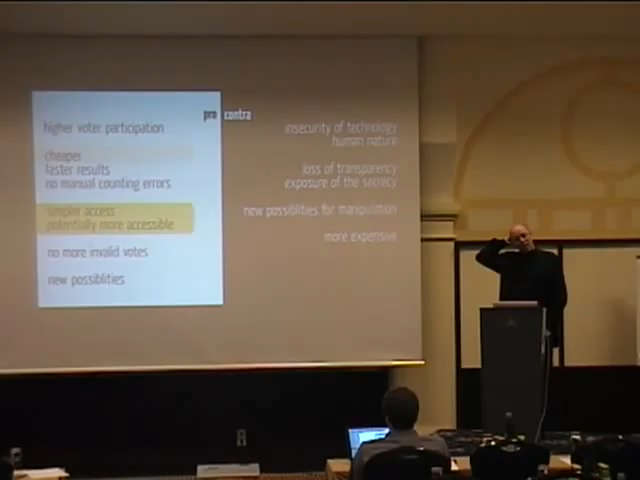 pro contra
higher voter participation
cheaper
faster results
no manual counting errors
simpler access
potentially more accessible
no more invalid votes
new possiblities
insecurity of technology
human nature
loss of transparency
exposure of the secrecy
new possiblities for manipulation
more expensive